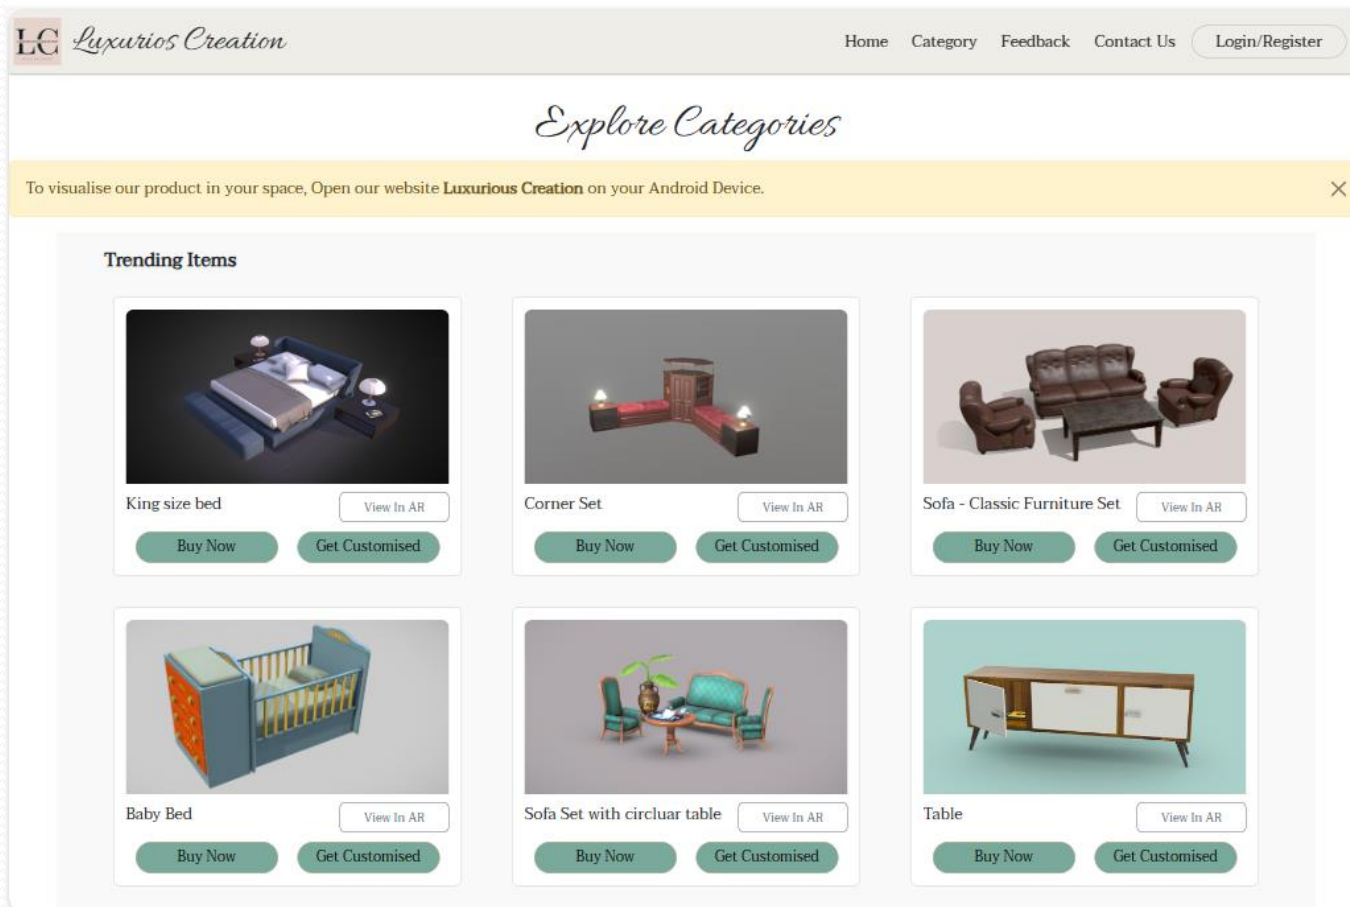 LC Luxurios Creation Home Category Feedback Contact Us Login/Register
Explore Categories
To visualise our product in your space, Open our website Luxurious Creation on your Android Device.
Trending Items
King size bed View In AR
Buy Now Get Customised
Corner Set View In AR
Buy Now Get Customised
Sofa - Classic Furniture Set View In AR
Buy Now Get Customised
Baby Bed View In AR
Buy Now Get Customised
Sofa Set with circluar table View In AR
Buy Now Get Customised
Table View In AR
Buy Now Get Customised